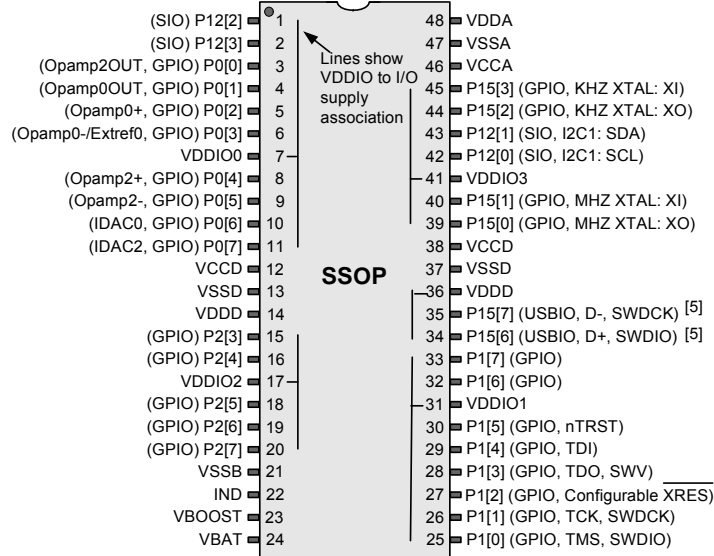 (SIO) P12[2] 1
(SIO) P12[3] 2
(Opamp2OUT, GPIO) P0[0] 3
(Opamp0OUT, GPIO) P0[1] 4
(Opamp0+, GPIO) P0[2] 5
(Opamp0-/Extref0, GPIO) P0[3] 6
VDDIO0 7
(Opamp2+, GPIO) P0[4] 8
(Opamp2-, GPIO) P0[5] 9
(IDAC0, GPIO) P0[6] 10
(IDAC2, GPIO) P0[7] 11
VCCD 12
VSSD 13
VDDD 14
(GPIO) P2[3] 15
(GPIO) P2[4] 16
VDDIO2 17
(GPIO) P2[5] 18
(GPIO) P2[6] 19
(GPIO) P2[7] 20
VSSB 21
IND 22
VBOOST 23
VBAT 24
Lines show
VDDIO to I/O
supply
association
SSOP
48 VDDA
47 VSSA
46 VCCA
45 P15[3] (GPIO, KHZ XTAL: XI)
44 P15[2] (GPIO, KHZ XTAL: XO)
43 P12[1] (SIO, I2C1: SDA)
42 P12[0] (SIO, I2C1: SCL)
41 VDDIO3
40 P15[1] (GPIO, MHZ XTAL: XI)
39 P15[0] (GPIO, MHZ XTAL: XO)
38 VCCD
37 VSSD
36 VDDD
35 P15[7] (USBIO, D-, SWDCK) [5]
34 P15[6] (USBIO, D+, SWDIO) [5]
33 P1[7] (GPIO)
32 P1[6] (GPIO)
31 VDDIO1
30 P1[5] (GPIO, nTRST)
29 P1[4] (GPIO, TDI)
28 P1[3] (GPIO, TDO, SWV)
27 P1[2] (GPIO, Configurable XRES)
26 P1[1] (GPIO, TCK, SWDCK)
25 P1[0] (GPIO, TMS, SWDIO)